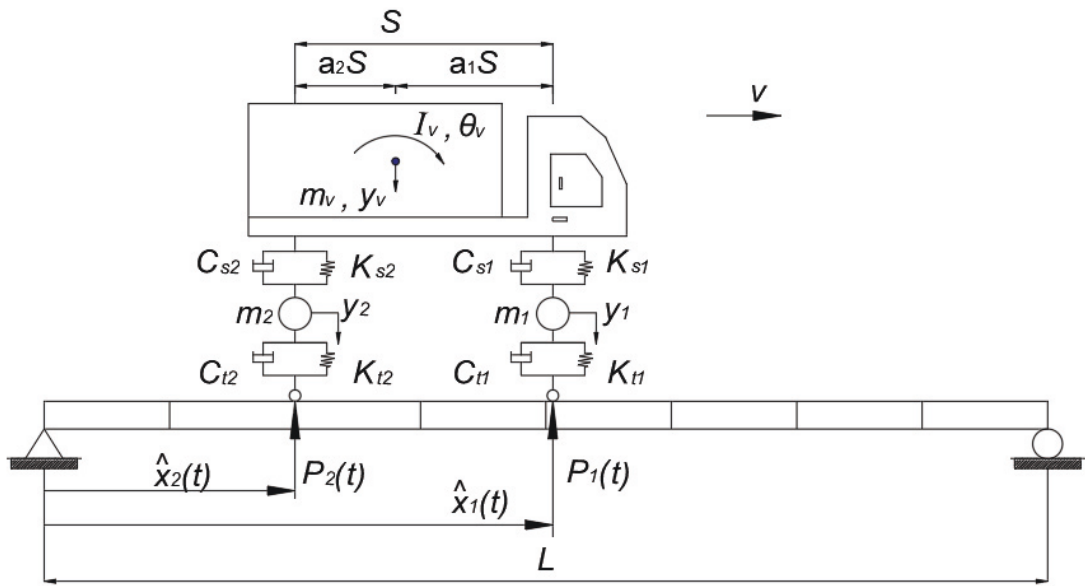 S
a₂S a₁S
v
Iᵥ , θᵥ
mᵥ , yᵥ
Cₛ₂ Kₛ₂ Cₛ₁ Kₛ₁
m₂ y₂ m₁ y₁
Cₜ₂ Kₜ₂ Cₜ₁ Kₜ₁
x̂₂(t) P₂(t) P₁(t)
x̂₁(t)
L